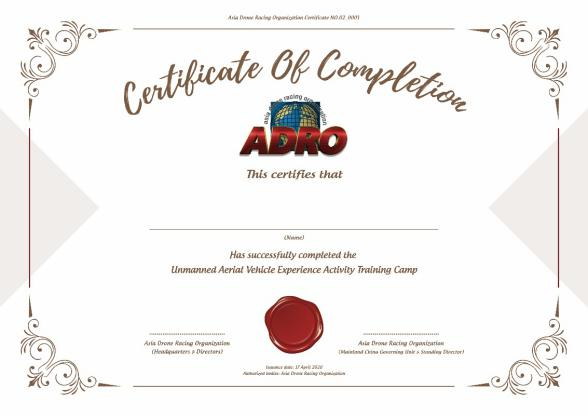 Asia Drone Racing Organization Certificate NO.02_0001
Certificate Of Completion
asia drone racing organization
ADRO
This certifies that
(Name)
Has successfully completed the
Unmanned Aerial Vehicle Experience Activity Training Camp
Asia Drone Racing Organization
(Headquarters & Directors)
Asia Drone Racing Organization
(Mainland China Governing Unit & Standing Director)
Issuance date: 17 April 2020
Authorized bodies: Asia Drone Racing Organization